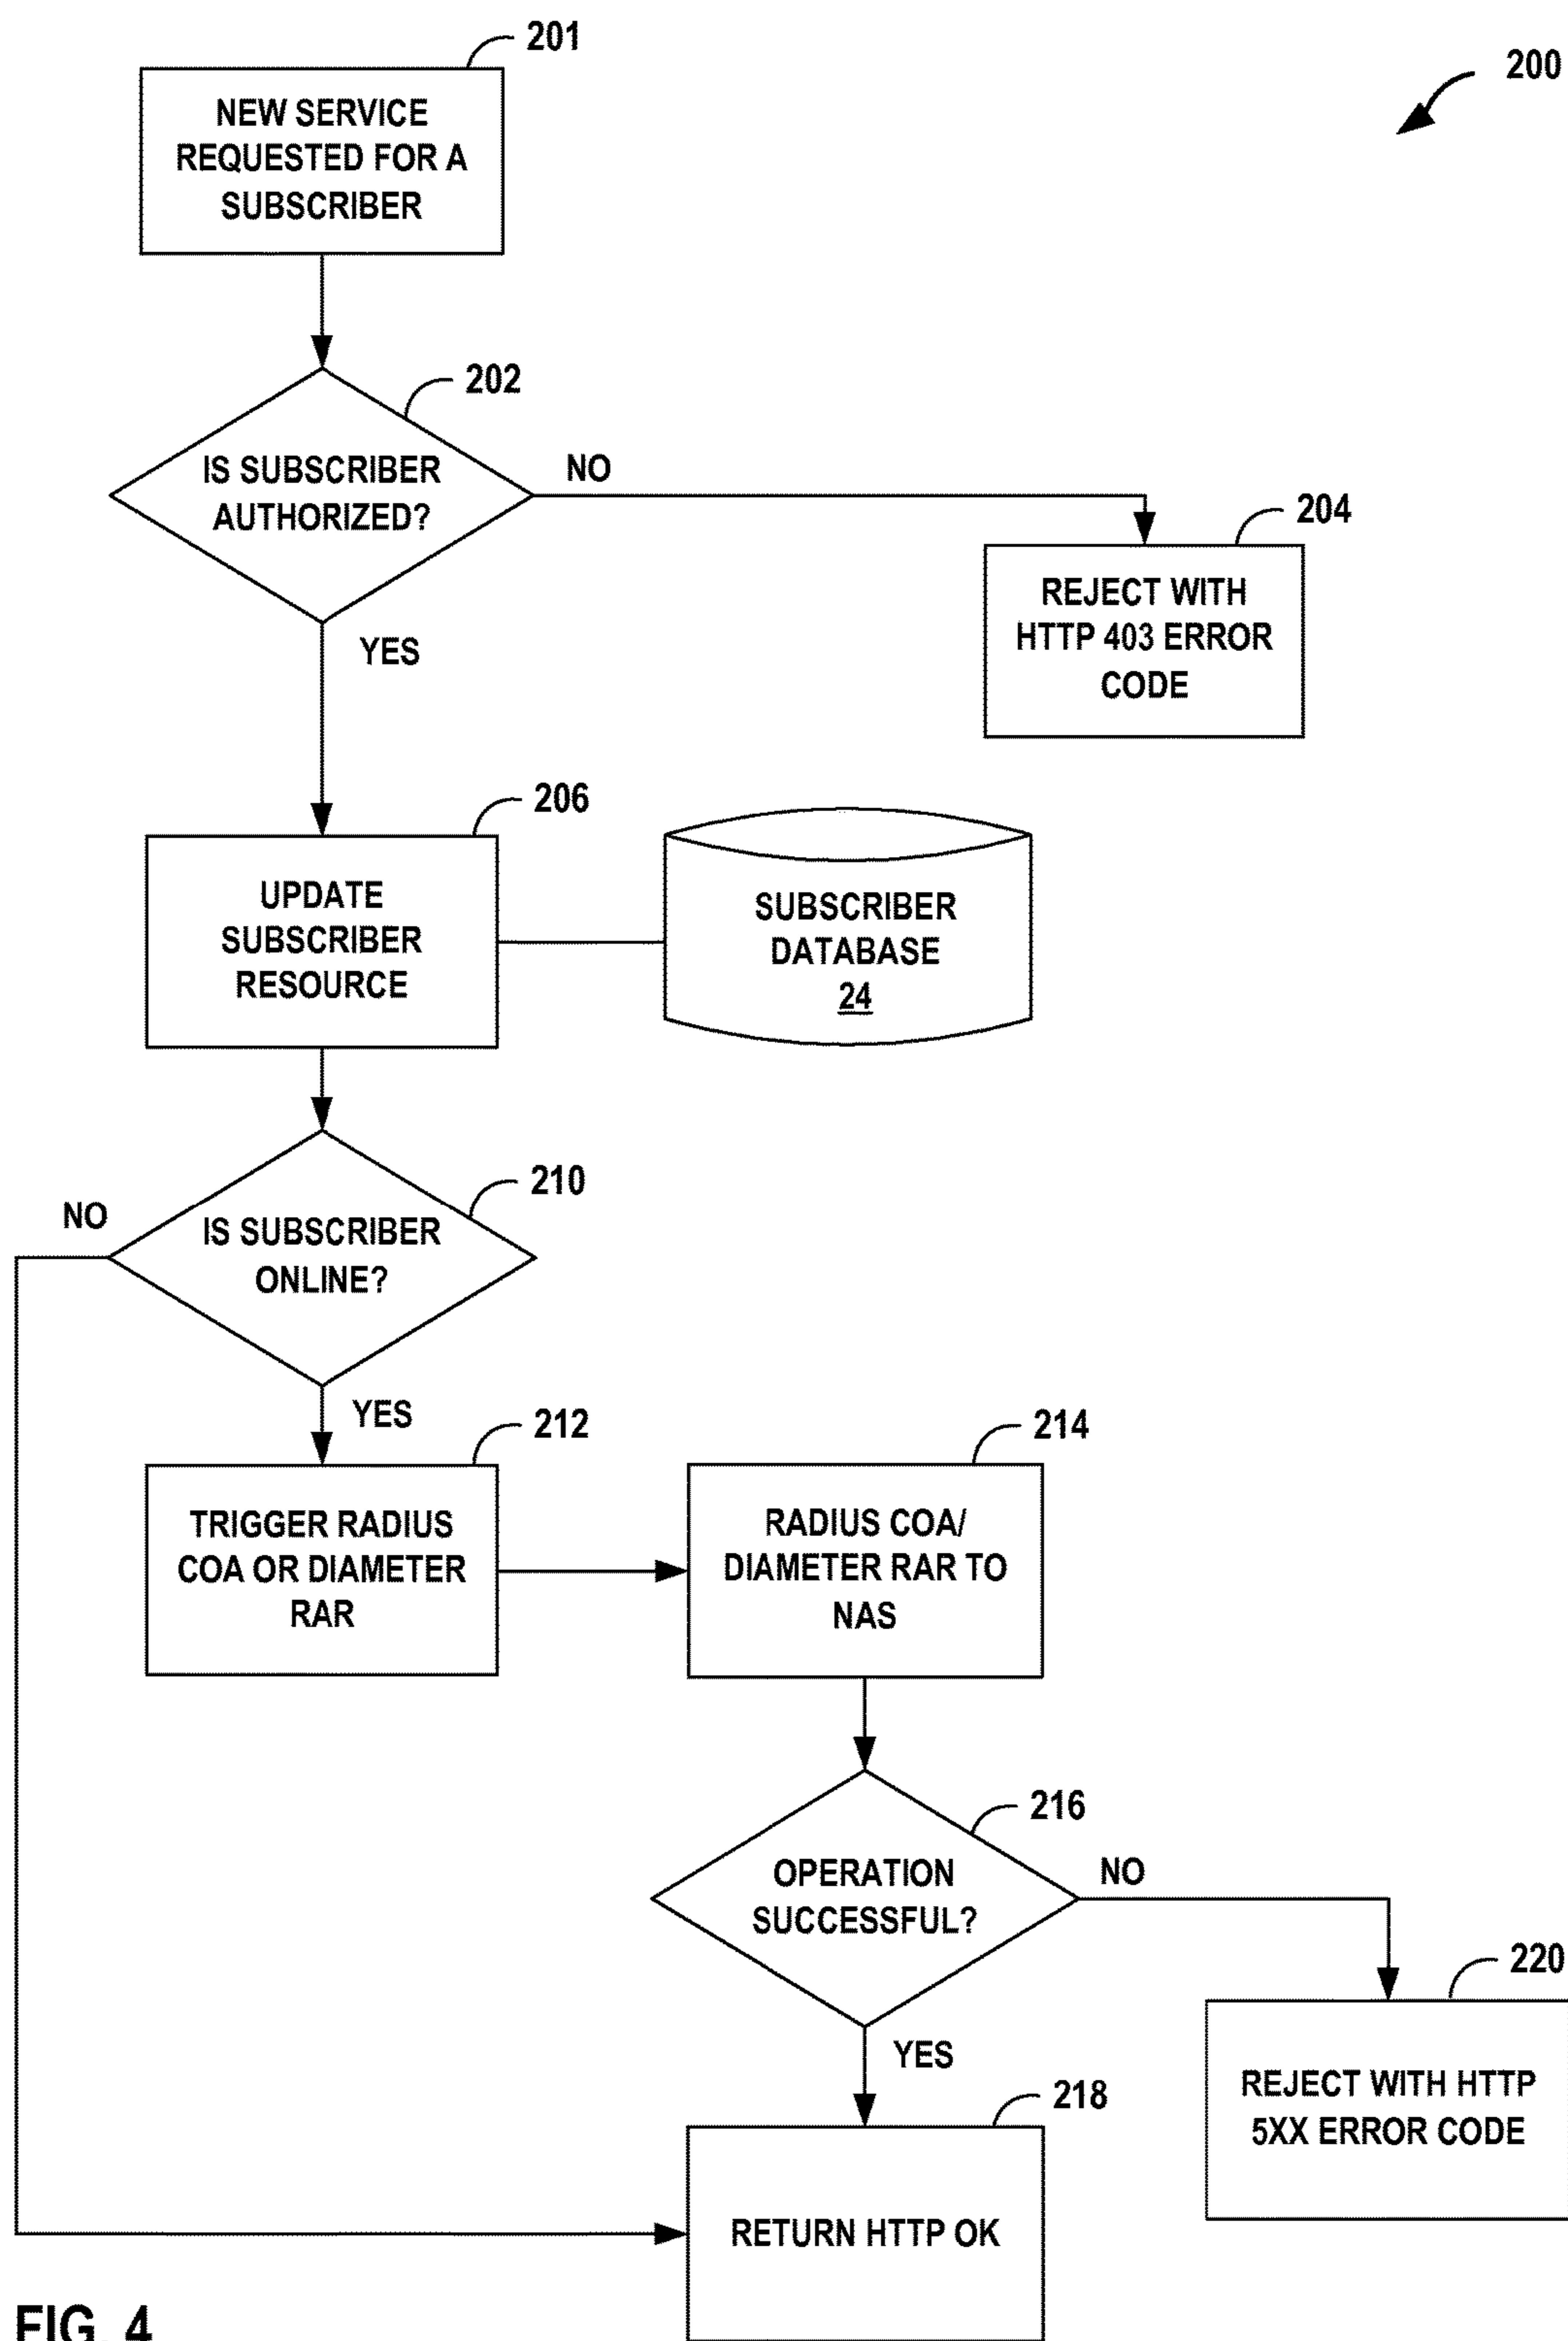 201
200
NEW SERVICE
REQUESTED FOR A
SUBSCRIBER
202
IS SUBSCRIBER
AUTHORIZED?
NO
YES
204
REJECT WITH
HTTP 403 ERROR
CODE
206
UPDATE
SUBSCRIBER
RESOURCE
SUBSCRIBER
DATABASE
24
210
NO
IS SUBSCRIBER
ONLINE?
YES
212
TRIGGER RADIUS
COA OR DIAMETER
RAR
214
RADIUS COA/
DIAMETER RAR TO
NAS
216
OPERATION
SUCCESSFUL?
NO
YES
220
REJECT WITH HTTP
5XX ERROR CODE
218
RETURN HTTP OK
FIG. 4